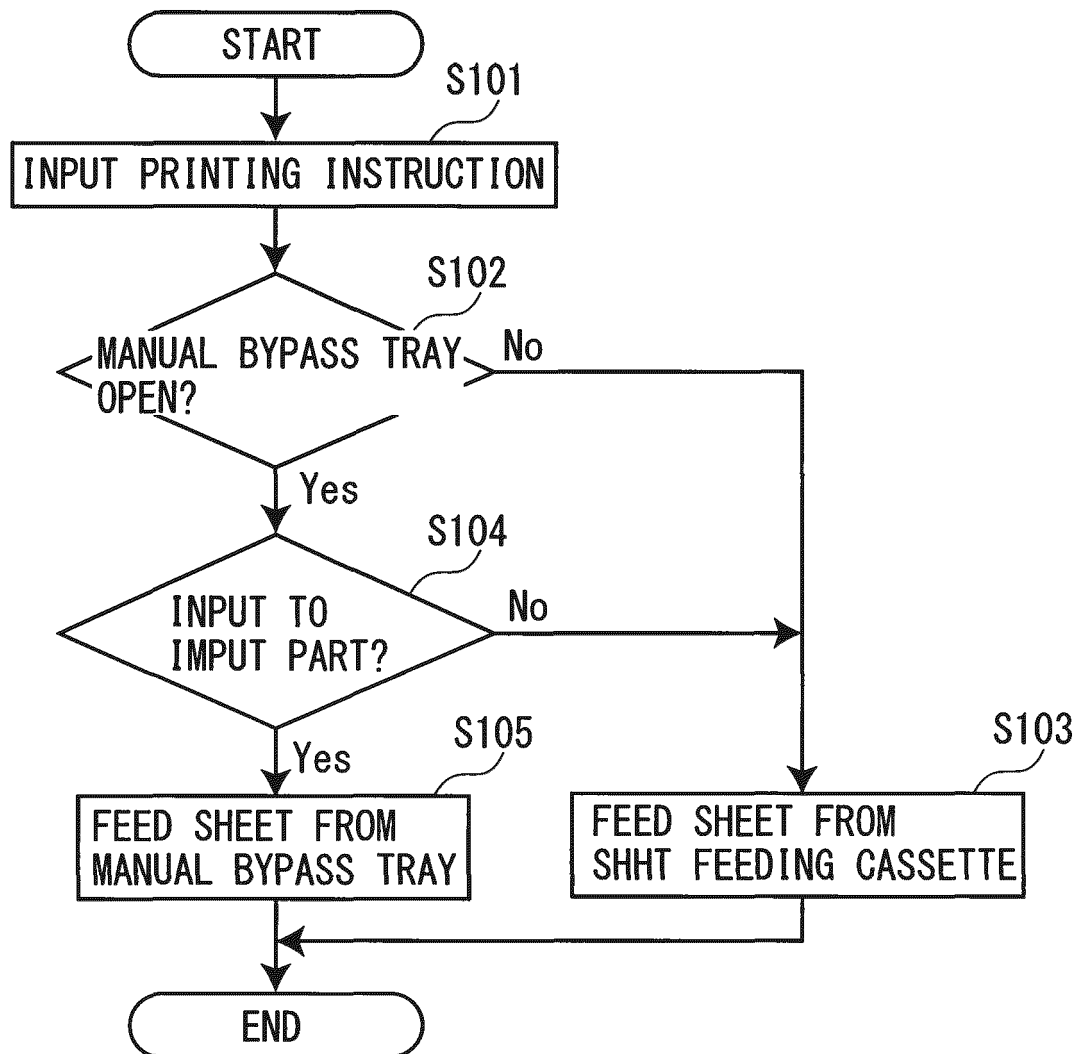 START
S101
INPUT PRINTING INSTRUCTION
S102
MANUAL BYPASS TRAY
OPEN?
No
Yes
S104
INPUT TO
IMPUT PART?
No
Yes
S105
FEED SHEET FROM
MANUAL BYPASS TRAY
S103
FEED SHEET FROM
SHHT FEEDING CASSETTE
END